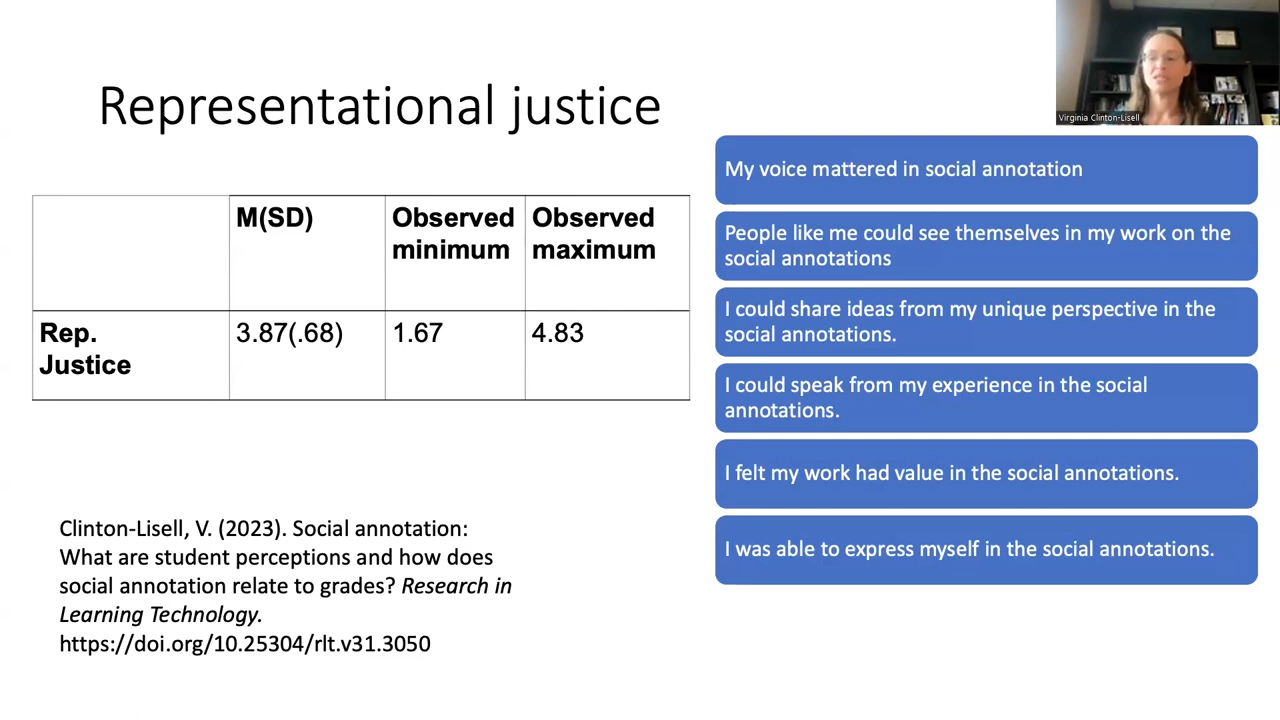 Representational justice
Virginia Clinton-Lisell
M(SD)
Observed
minimum
Observed
maximum
Rep.
Justice
3.87(.68)
1.67
4.83
My voice mattered in social annotation
People like me could see themselves in my work on the
social annotations
I could share ideas from my unique perspective in the
social annotations.
I could speak from my experience in the social
annotations.
I felt my work had value in the social annotations.
I was able to express myself in the social annotations.
Clinton-Lisell, V. (2023). Social annotation:
What are student perceptions and how does
social annotation relate to grades? Research in
Learning Technology.
https://doi.org/10.25304/rlt.v31.3050